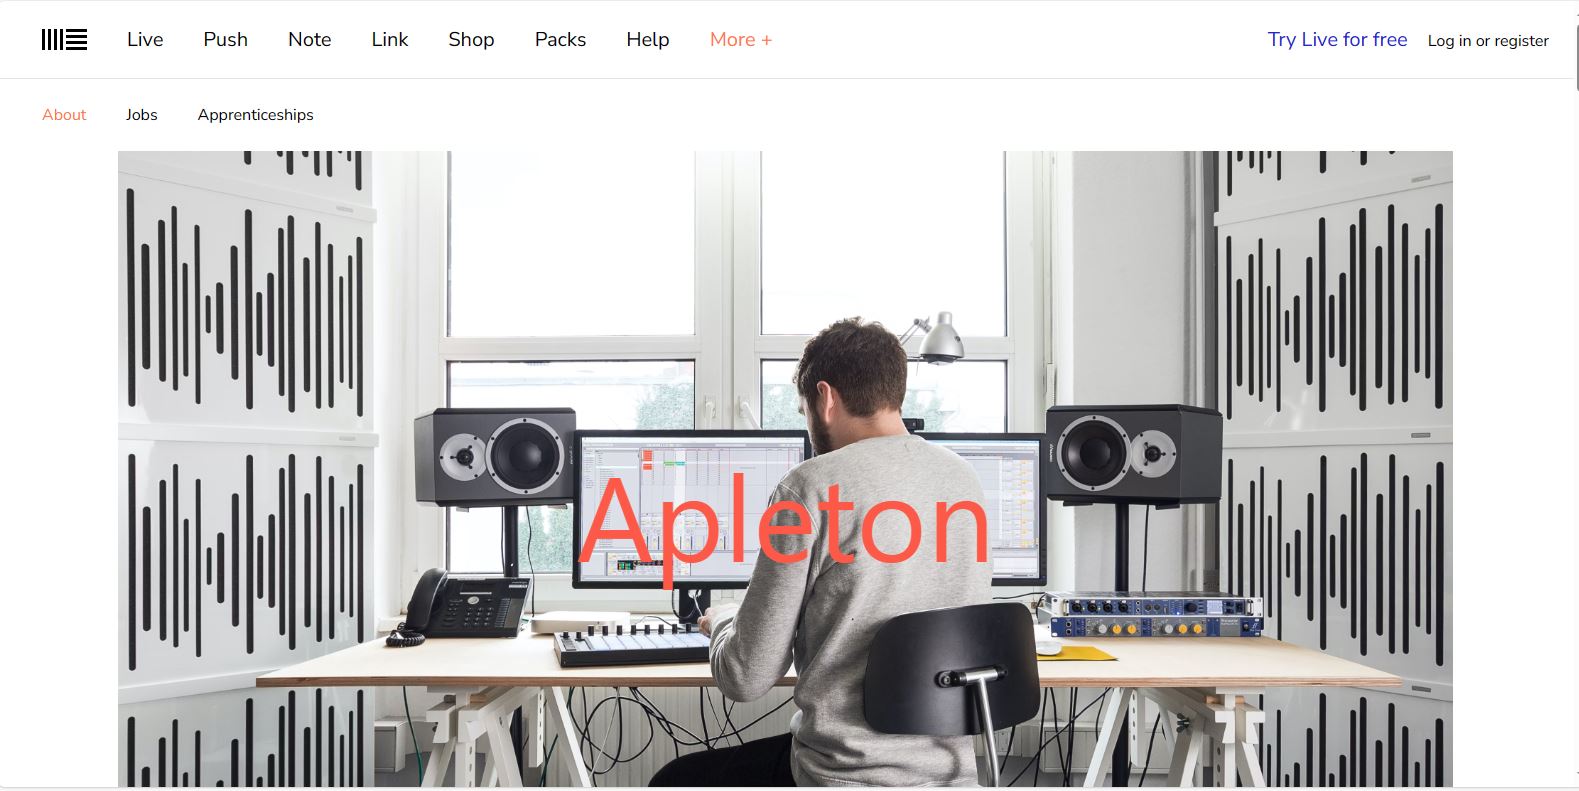 Live Push Note Link Shop Packs Help More + Try Live for free Log in or register
About Jobs Apprenticeships
Apleton